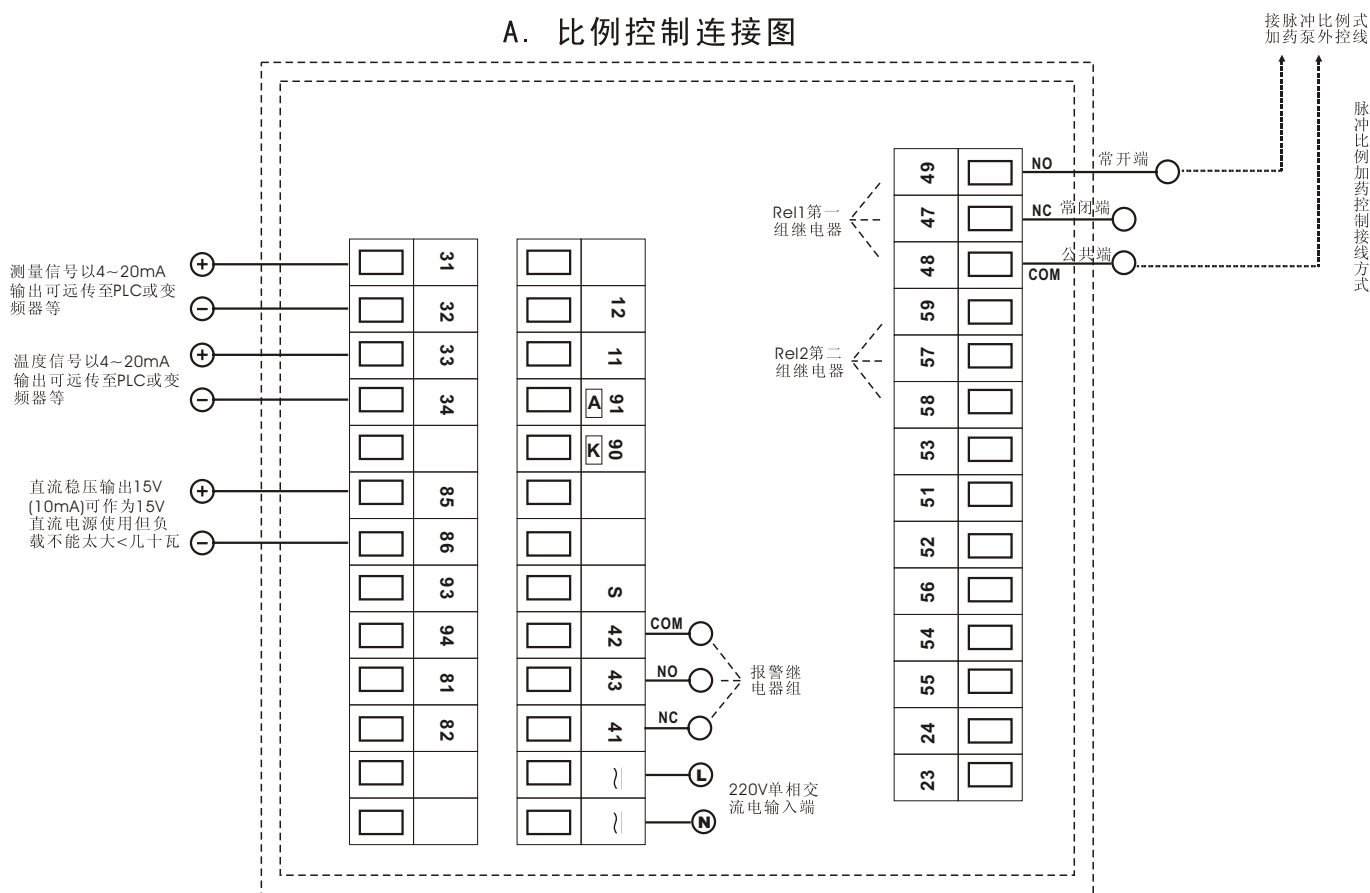 A. 比例控制连接图
接脉冲比例式
加药泵外控线
脉冲比例加药控制接线方式
测量信号以4~20mA
输出可远传至PLC或变
频器等
+
−
温度信号以4~20mA
输出可远传至PLC或变
频器等
+
−
直流稳压输出15V
(10mA)可作为15V
直流电源使用但负
载不能太大<几十瓦
+
−
31
32
33
34
85
86
93
94
81
82
12
11
A 91
K 90
S
42
43
41
~
~
COM
NO
NC
报警继
电器组
L
N
220V单相交
流电输入端
Rel1第一
组继电器
Rel2第二
组继电器
49
47
48
59
57
58
53
51
52
56
54
55
24
23
NO 常开端
NC 常闭端
公共端
COM